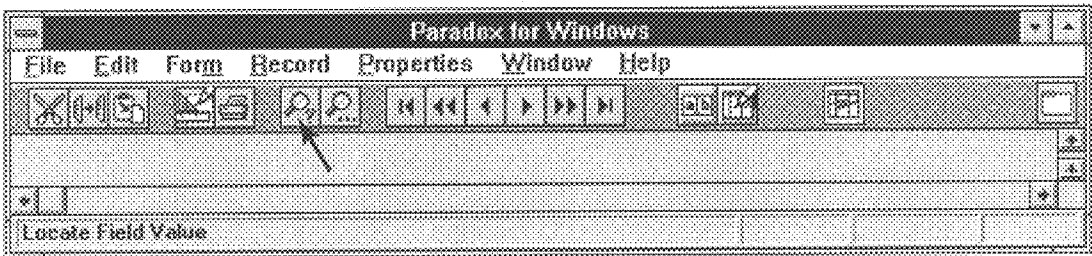 Paradox for Windows
File Edit Form Record Properties Window Help
Locate Field Value